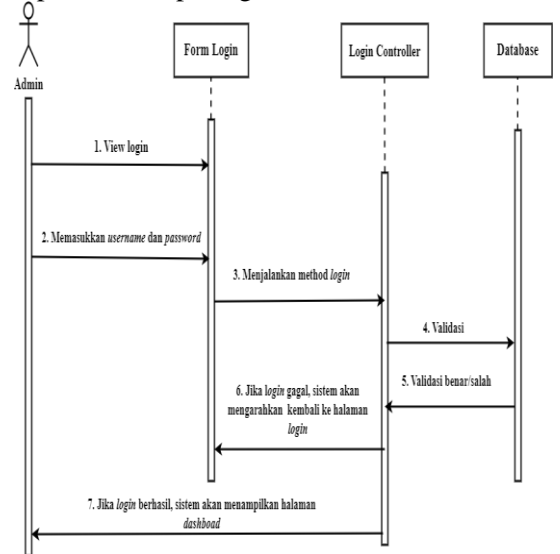 Form Login
Login Controller
Database
Admin
1. View login
2. Memasukkan username dan password
3. Menjalankan method login
4. Validasi
5. Validasi benar/salah
6. Jika login gagal, sistem akan
mengarahkan kembali ke halaman
login
7. Jika login berhasil, sistem akan menampilkan halaman
dashboad